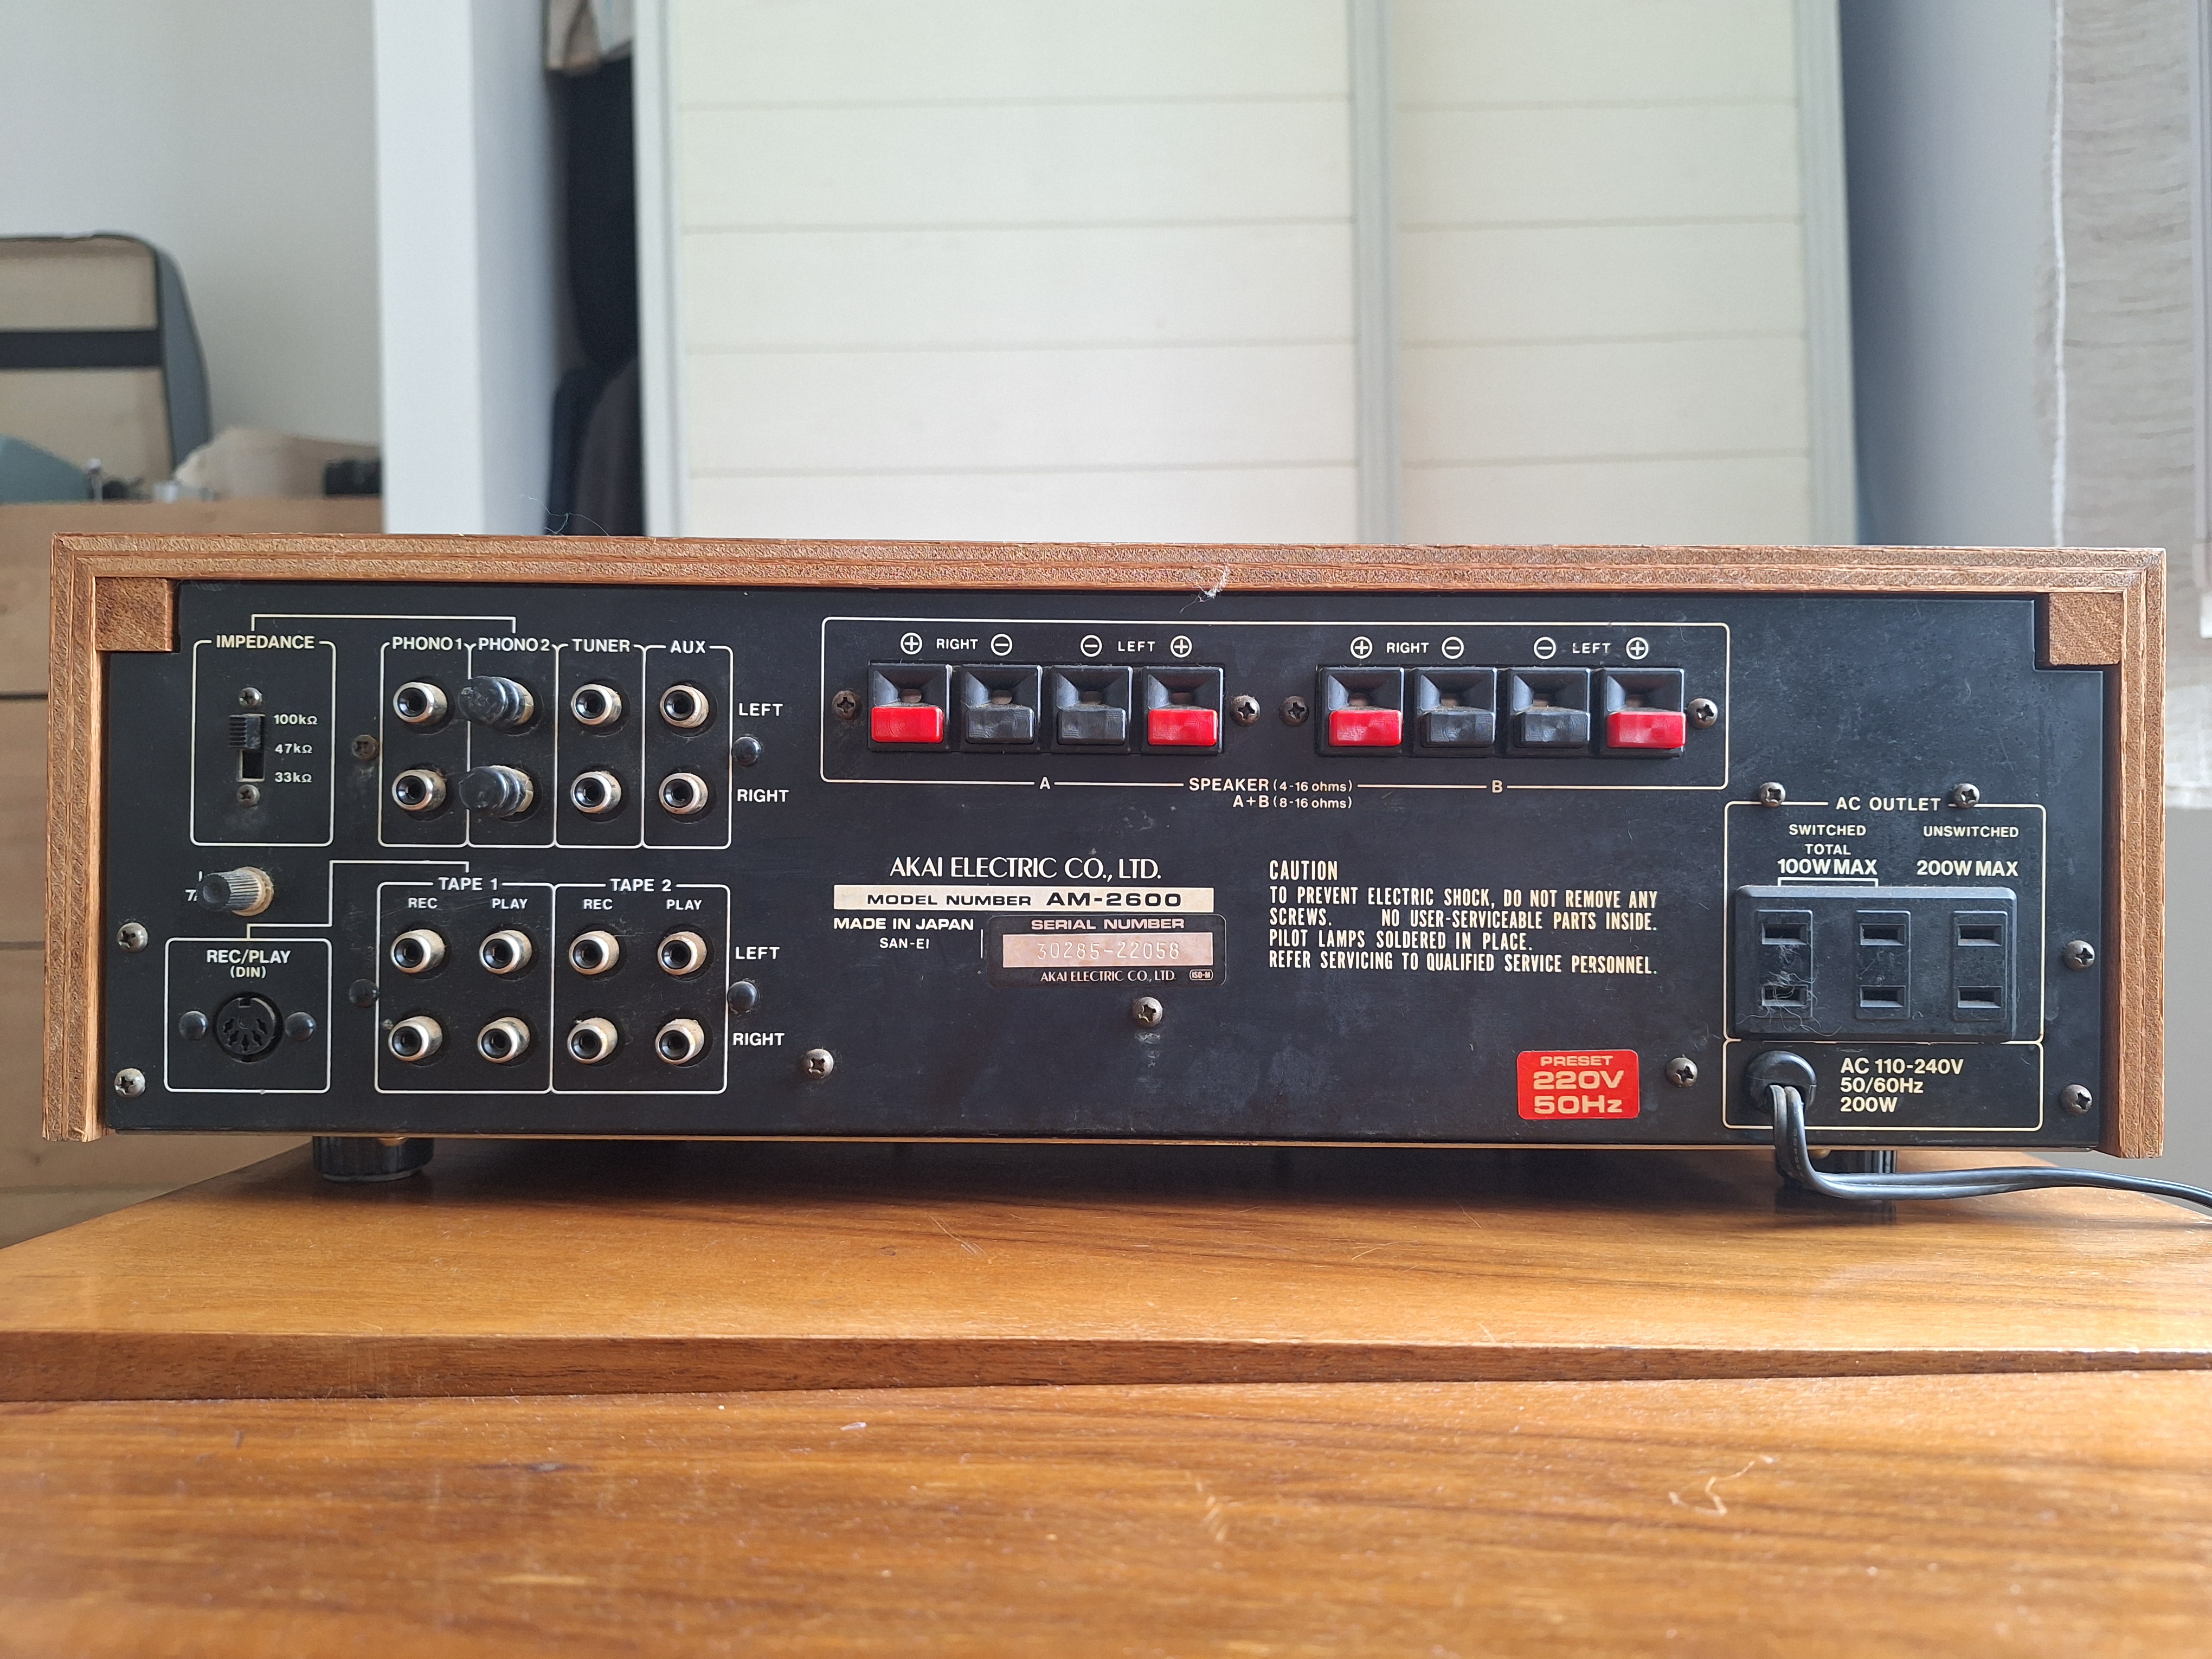 IMPEDANCE
100kΩ
47kΩ
33kΩ
PHONO 1 PHONO 2 TUNER AUX
LEFT
RIGHT
⊕ RIGHT ⊖ ⊖ LEFT ⊕
⊕ RIGHT ⊖ ⊖ LEFT ⊕
A SPEAKER (4-16 ohms) B
A+B (8-16 ohms)
REC/PLAY
(DIN)
TAPE 1 TAPE 2
REC PLAY REC PLAY
LEFT
RIGHT
AKAI ELECTRIC CO., LTD.
MODEL NUMBER AM-2600
MADE IN JAPAN
SAN-EI
SERIAL NUMBER
30285-22058
AKAI ELECTRIC CO., LTD. ISO-M
CAUTION
TO PREVENT ELECTRIC SHOCK, DO NOT REMOVE ANY
SCREWS. NO USER-SERVICEABLE PARTS INSIDE.
PILOT LAMPS SOLDERED IN PLACE.
REFER SERVICING TO QUALIFIED SERVICE PERSONNEL.
PRESET
220V
50Hz
AC OUTLET
SWITCHED UNSWITCHED
TOTAL
100W MAX 200W MAX
AC 110-240V
50/60Hz
200W